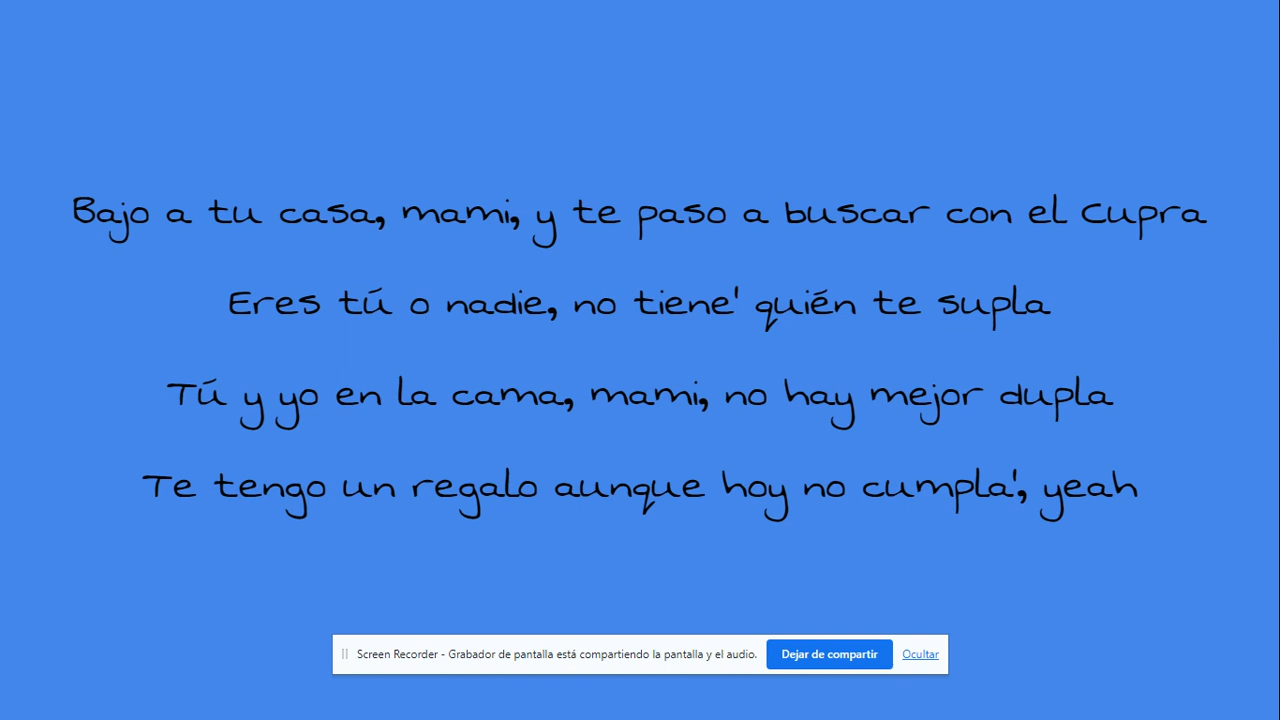 Bajo a tu casa, mami, y te paso a buscar con el Cupra
Eres tú o nadie, no tiene' quién te supla
Tú y yo en la cama, mami, no hay mejor dupla
Te tengo un regalo aunque hoy no cumpla', yeah
Screen Recorder - Grabador de pantalla está compartiendo la pantalla y el audio. Dejar de compartir Ocultar